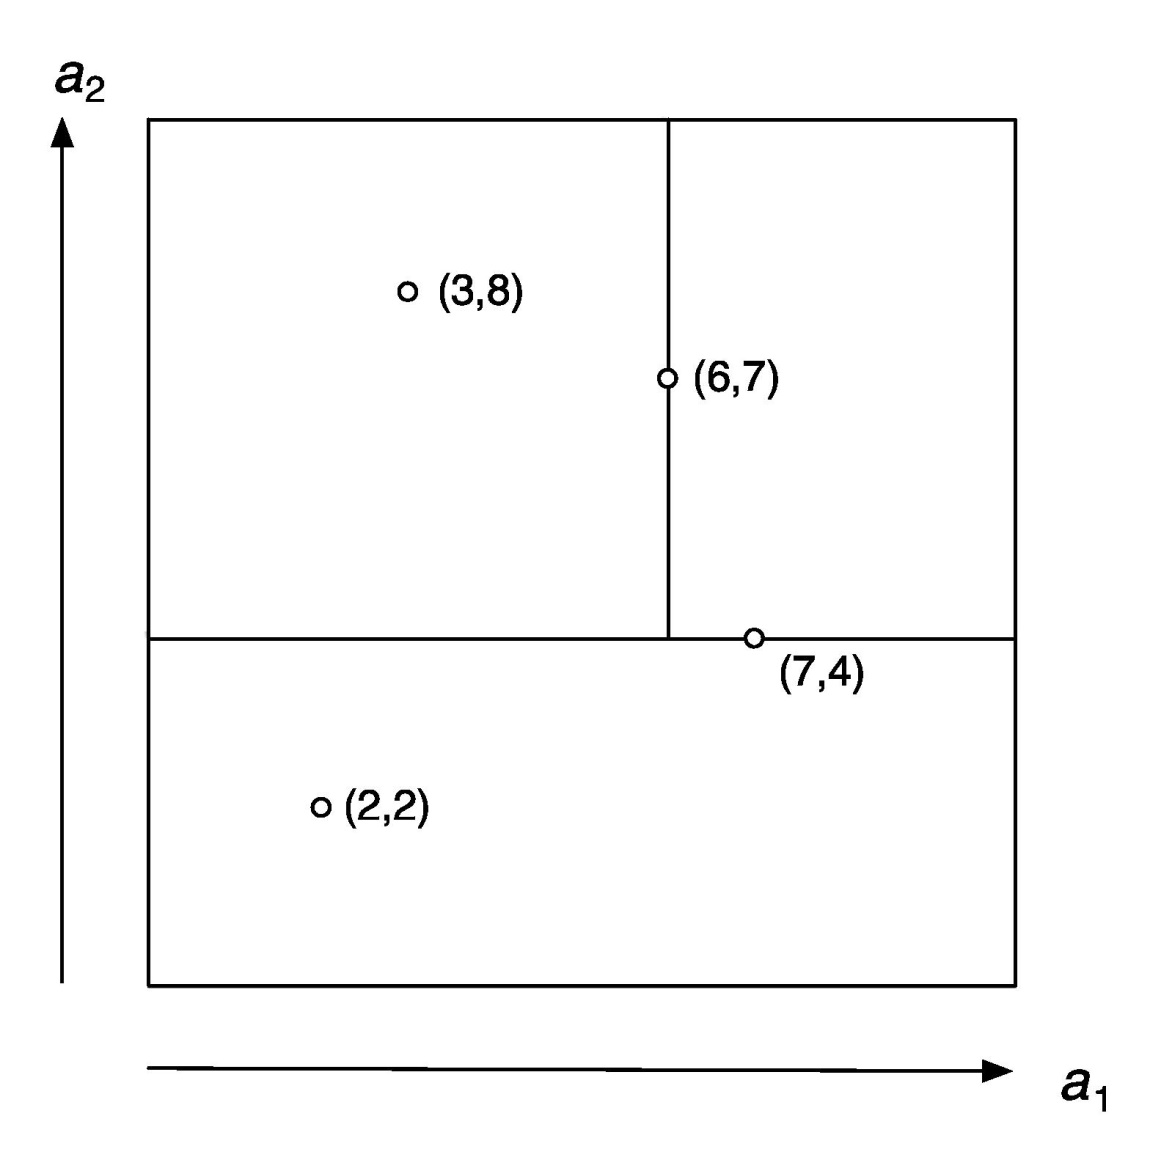 a2
(3,8)
(6,7)
(7,4)
(2,2)
a1